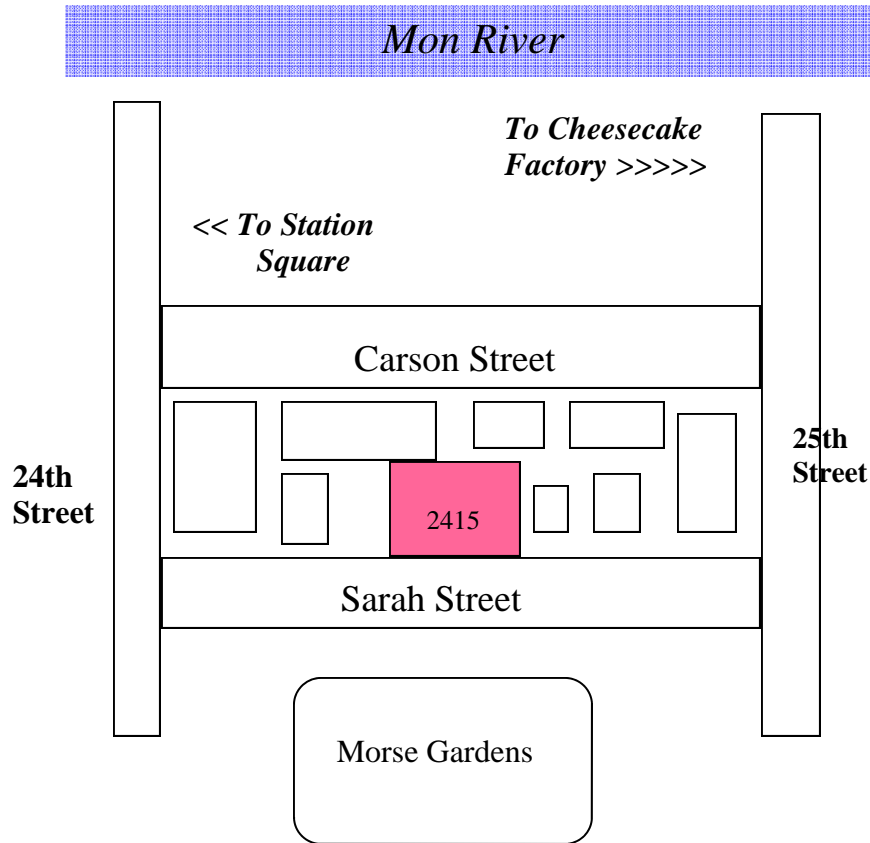 Mon River
To Cheesecake
Factory >>>>>
<< To Station
Square
Carson Street
24th
Street
25th
Street
2415
Sarah Street
Morse Gardens